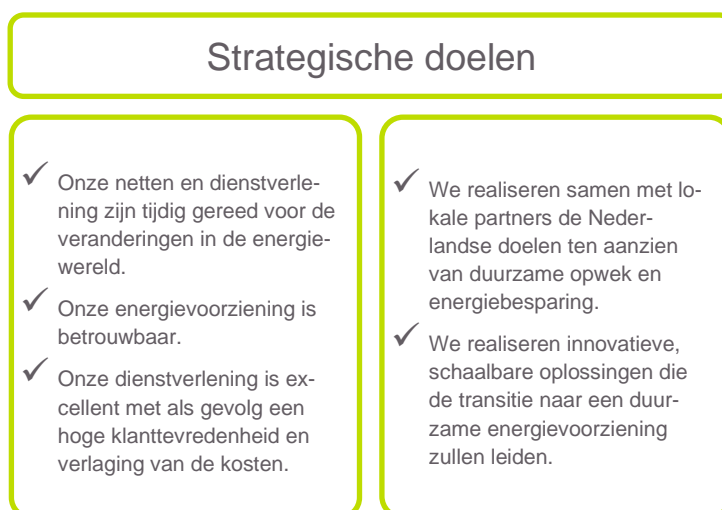 Strategische doelen
Onze netten en dienstverle-
ning zijn tijdig gereed voor de
veranderingen in de energie-
wereld.
Onze energievoorziening is
betrouwbaar.
Onze dienstverlening is ex-
cellent met als gevolg een
hoge klanttevredenheid en
verlaging van de kosten.
We realiseren samen met lo-
kale partners de Neder-
landse doelen ten aanzien
van duurzame opwek en
energiebesparing.
We realiseren innovatieve,
schaalbare oplossingen die
de transitie naar een duur-
zame energievoorziening
zullen leiden.